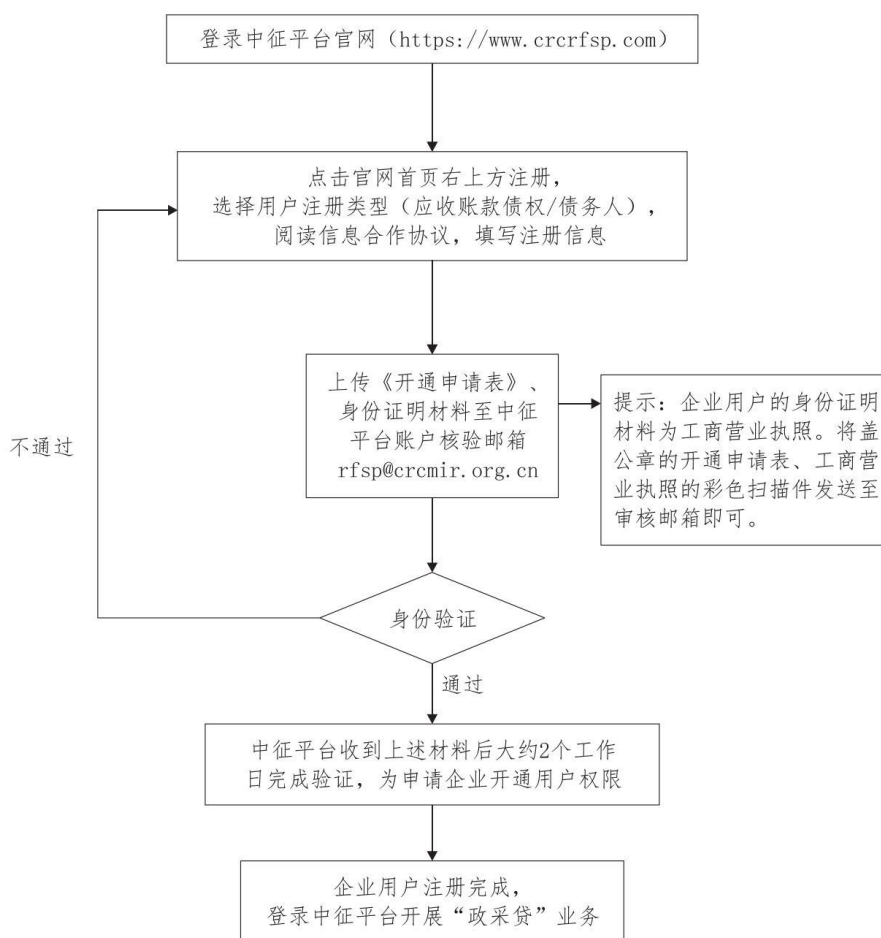 登录中征平台官网（https://www.crcrfsp.com）
点击官网首页右上方注册，
选择用户注册类型（应收账款债权/债务人），
阅读信息合作协议，填写注册信息
上传《开通申请表》、
身份证明材料至中征
平台账户核验邮箱
rfsp@crcmir.org.cn
提示：企业用户的身份证明
材料为工商营业执照。将盖
公章的开通申请表、工商营
业执照的彩色扫描件发送至
审核邮箱即可。
不通过
身份验证
通过
中征平台收到上述材料后大约2个工作
日完成验证，为申请企业开通用户权限
企业用户注册完成，
登录中征平台开展“政采贷”业务